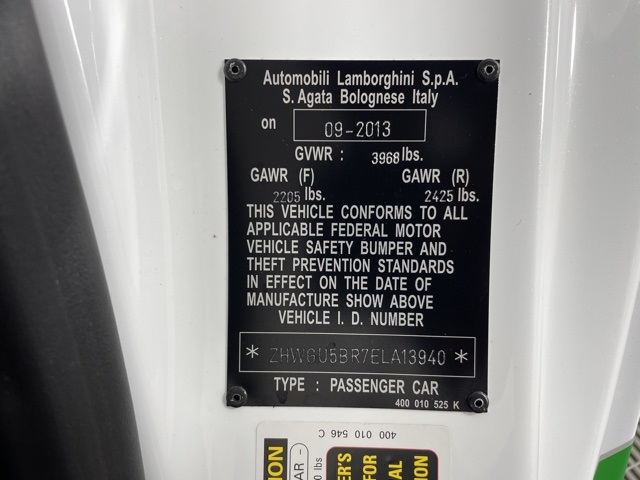 Automobili Lamborghini S.p.A.
S. Agata Bolognese Italy
on 09-2013
GVWR : 3968 lbs.
GAWR (F) GAWR (R)
2205 lbs. 2425 lbs.
THIS VEHICLE CONFORMS TO ALL
APPLICABLE FEDERAL MOTOR
VEHICLE SAFETY BUMPER AND
THEFT PREVENTION STANDARDS
IN EFFECT ON THE DATE OF
MANUFACTURE SHOW ABOVE
VEHICLE I. D. NUMBER
* ZHWGU5BR7ELA13940 *
TYPE : PASSENGER CAR
400 010 525 K
400 010 546 C